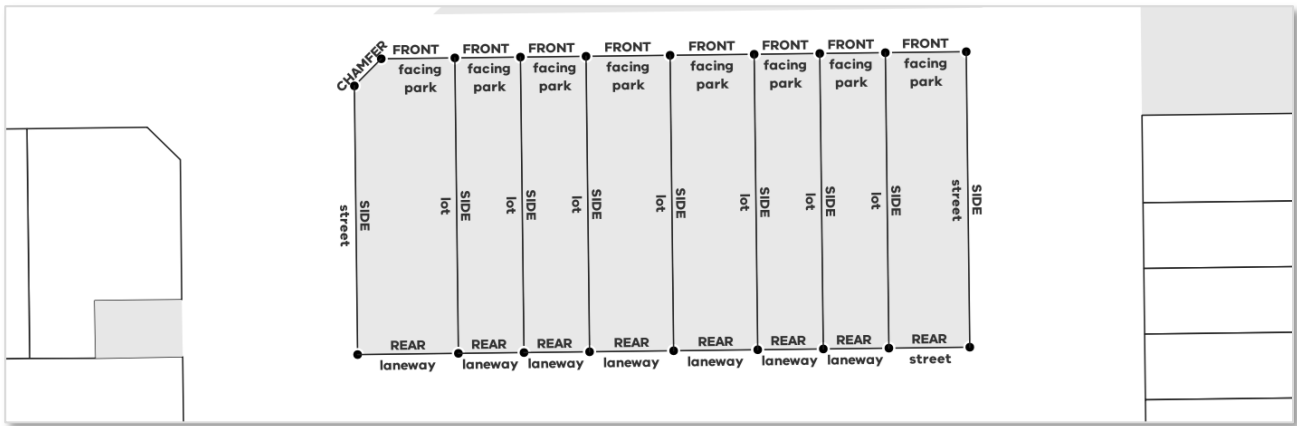 CHAMFER
FRONT FRONT FRONT FRONT FRONT FRONT FRONT FRONT
facing facing facing facing facing facing facing facing
park park park park park park park park
SIDE
street
SIDE
lot
SIDE
lot
SIDE
lot
SIDE
lot
SIDE
lot
SIDE
lot
SIDE
lot
SIDE
street
REAR REAR REAR REAR REAR REAR REAR REAR
laneway laneway laneway laneway laneway laneway laneway street